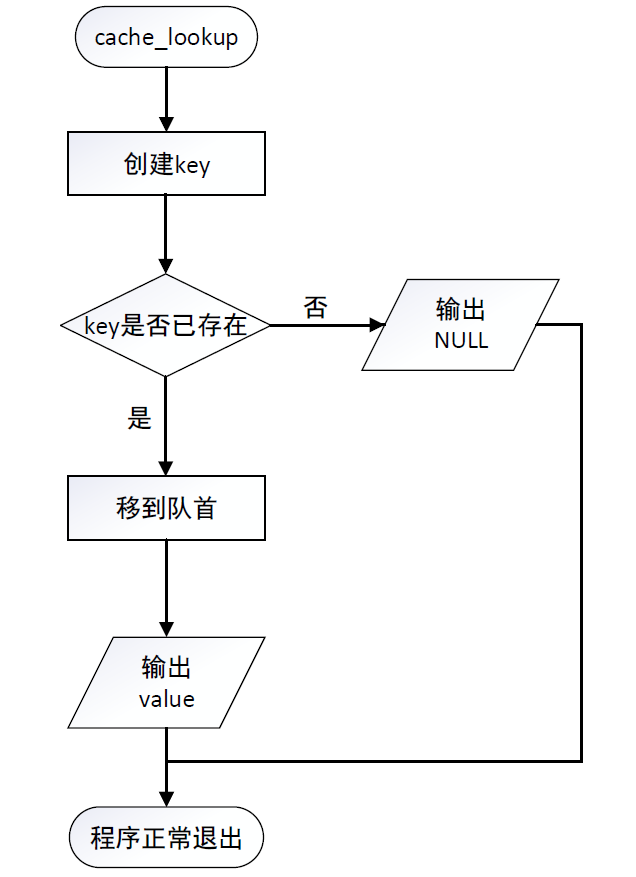 cache_lookup
创建key
key是否已存在
否
输出
NULL
是
移到队首
输出
value
程序正常退出